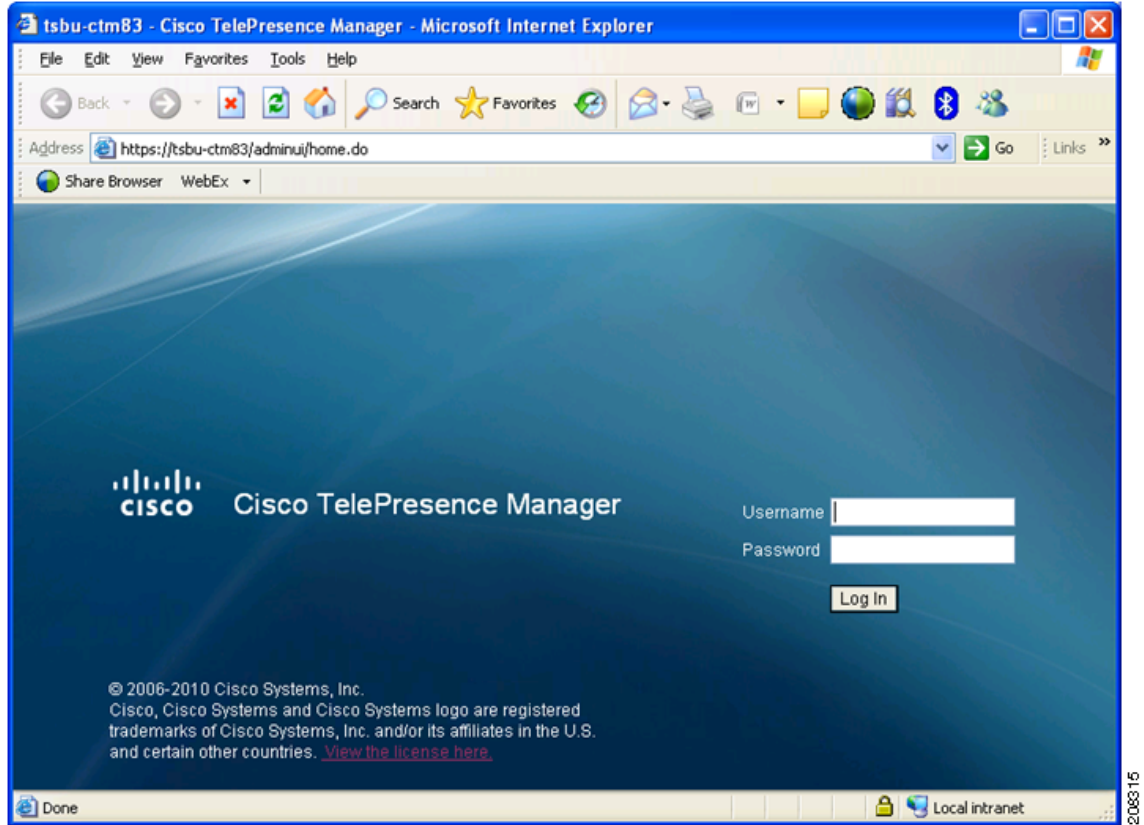 tsbu-ctm83 - Cisco TelePresence Manager - Microsoft Internet Explorer
File Edit View Favorites Tools Help
Back Search Favorites W
Address https://tsbu-ctm83/adminui/home.do Go Links »
Share Browser WebEx
CISCO Cisco TelePresence Manager
Username
Password
Log In
© 2006-2010 Cisco Systems, Inc.
Cisco, Cisco Systems and Cisco Systems logo are registered
trademarks of Cisco Systems, Inc. and/or its affiliates in the U.S.
and certain other countries. View the license here.
Done Local intranet
208315